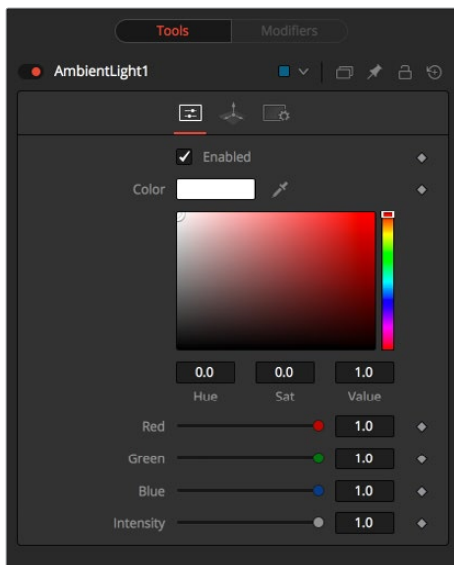 Tools Modifiers
AmbientLight1
Enabled
Color
0.0 0.0 1.0
Hue Sat Value
Red 1.0
Green 1.0
Blue 1.0
Intensity 1.0